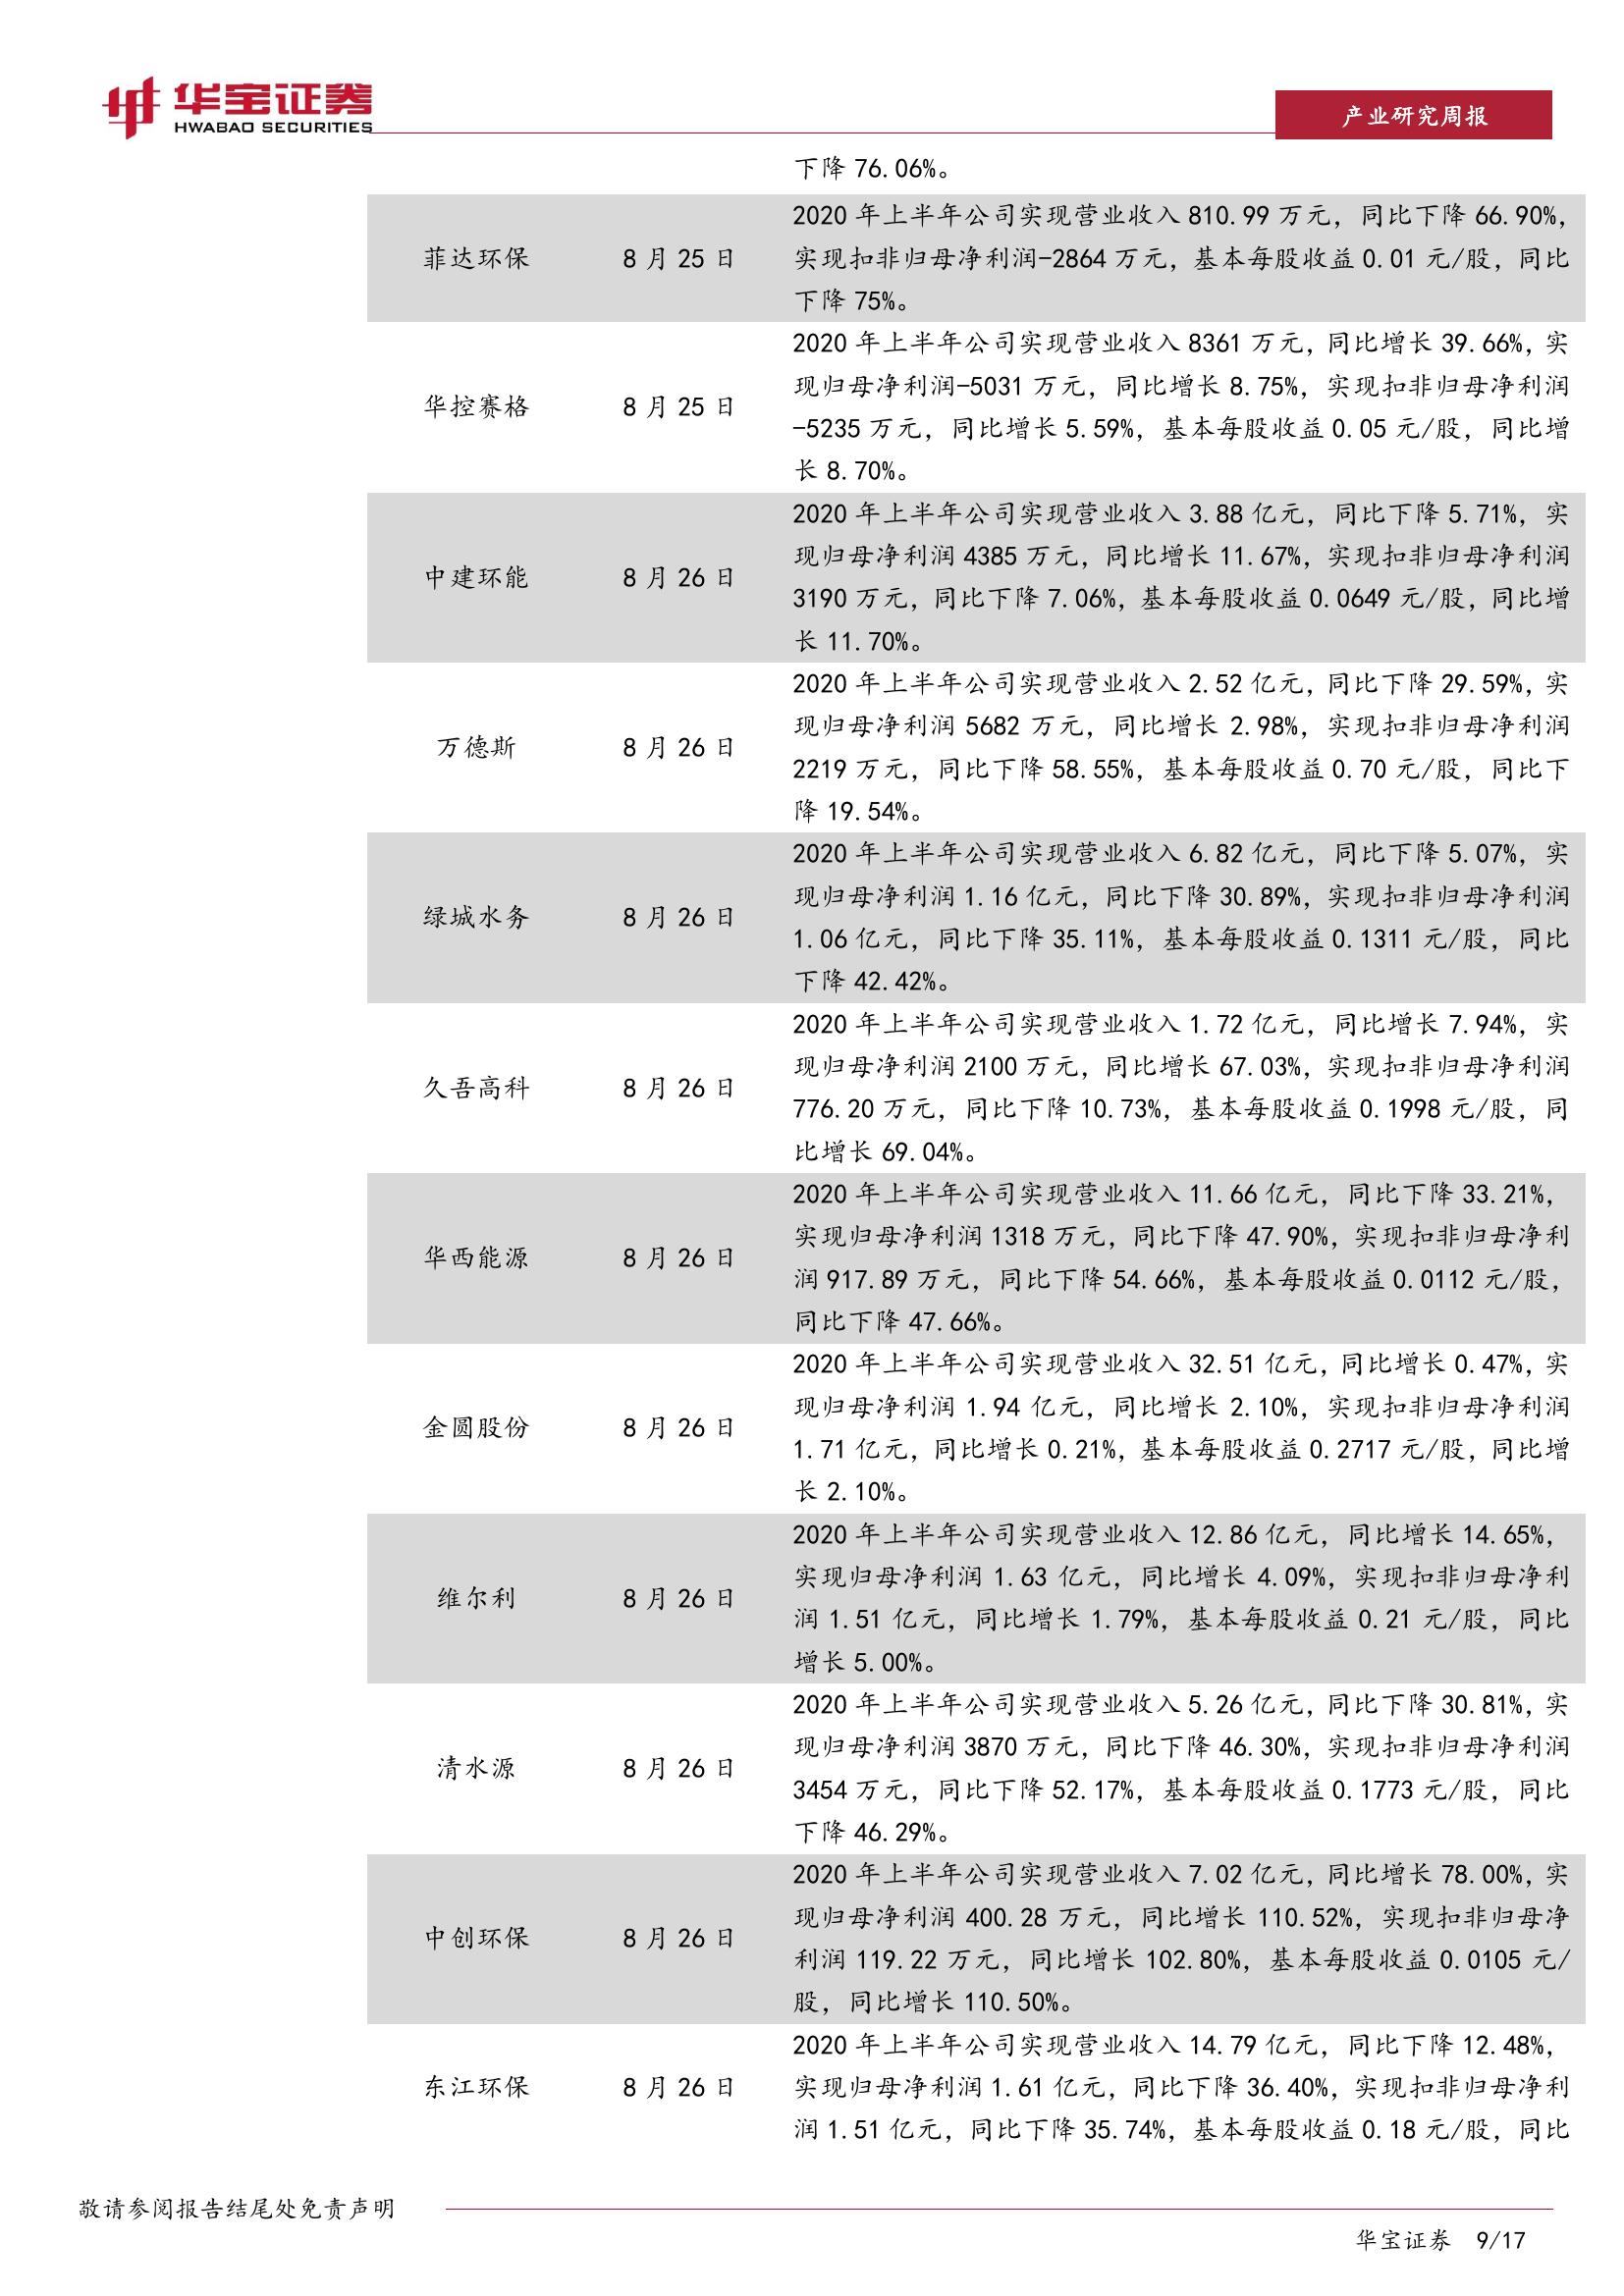 华宝证券
HWABAO SECURITIES
产业研究周报
下降 76.06%。
2020 年上半年公司实现营业收入 810.99 万元，同比下降 66.90%，
菲达环保 8 月 25 日 实现扣非归母净利润-2864 万元，基本每股收益 0.01 元/股，同比
下降 75%。
2020 年上半年公司实现营业收入 8361 万元，同比增长 39.66%，实
现归母净利润-5031 万元，同比增长 8.75%，实现扣非归母净利润
华控赛格 8 月 25 日
-5235 万元，同比增长 5.59%，基本每股收益 0.05 元/股，同比增
长 8.70%。
2020 年上半年公司实现营业收入 3.88 亿元，同比下降 5.71%，实
现归母净利润 4385 万元，同比增长 11.67%，实现扣非归母净利润
中建环能 8 月 26 日
3190 万元，同比下降 7.06%，基本每股收益 0.0649 元/股，同比增
长 11.70%。
2020 年上半年公司实现营业收入 2.52 亿元，同比下降 29.59%，实
现归母净利润 5682 万元，同比增长 2.98%，实现扣非归母净利润
万德斯 8 月 26 日
2219 万元，同比下降 58.55%，基本每股收益 0.70 元/股，同比下
降 19.54%。
2020 年上半年公司实现营业收入 6.82 亿元，同比下降 5.07%，实
现归母净利润 1.16 亿元，同比下降 30.89%，实现扣非归母净利润
绿城水务 8 月 26 日
1.06 亿元，同比下降 35.11%，基本每股收益 0.1311 元/股，同比
下降 42.42%。
2020 年上半年公司实现营业收入 1.72 亿元，同比增长 7.94%，实
现归母净利润 2100 万元，同比增长 67.03%，实现扣非归母净利润
久吾高科 8 月 26 日
776.20 万元，同比下降 10.73%，基本每股收益 0.1998 元/股，同
比增长 69.04%。
2020 年上半年公司实现营业收入 11.66 亿元，同比下降 33.21%，
实现归母净利润 1318 万元，同比下降 47.90%，实现扣非归母净利
华西能源 8 月 26 日
润 917.89 万元，同比下降 54.66%，基本每股收益 0.0112 元/股，
同比下降 47.66%。
2020 年上半年公司实现营业收入 32.51 亿元，同比增长 0.47%，实
现归母净利润 1.94 亿元，同比增长 2.10%，实现扣非归母净利润
金圆股份 8 月 26 日
1.71 亿元，同比增长 0.21%，基本每股收益 0.2717 元/股，同比增
长 2.10%。
2020 年上半年公司实现营业收入 12.86 亿元，同比增长 14.65%，
实现归母净利润 1.63 亿元，同比增长 4.09%，实现扣非归母净利
维尔利 8 月 26 日
润 1.51 亿元，同比增长 1.79%，基本每股收益 0.21 元/股，同比
增长 5.00%。
2020 年上半年公司实现营业收入 5.26 亿元，同比下降 30.81%，实
现归母净利润 3870 万元，同比下降 46.30%，实现扣非归母净利润
清水源 8 月 26 日
3454 万元，同比下降 52.17%，基本每股收益 0.1773 元/股，同比
下降 46.29%。
2020 年上半年公司实现营业收入 7.02 亿元，同比增长 78.00%，实
现归母净利润 400.28 万元，同比增长 110.52%，实现扣非归母净
中创环保 8 月 26 日
利润 119.22 万元，同比增长 102.80%，基本每股收益 0.0105 元/
股，同比增长 110.50%。
2020 年上半年公司实现营业收入 14.79 亿元，同比下降 12.48%，
东江环保 8 月 26 日 实现归母净利润 1.61 亿元，同比下降 36.40%，实现扣非归母净利
润 1.51 亿元，同比下降 35.74%，基本每股收益 0.18 元/股，同比
敬请参阅报告结尾处免责声明
华宝证券 9/17